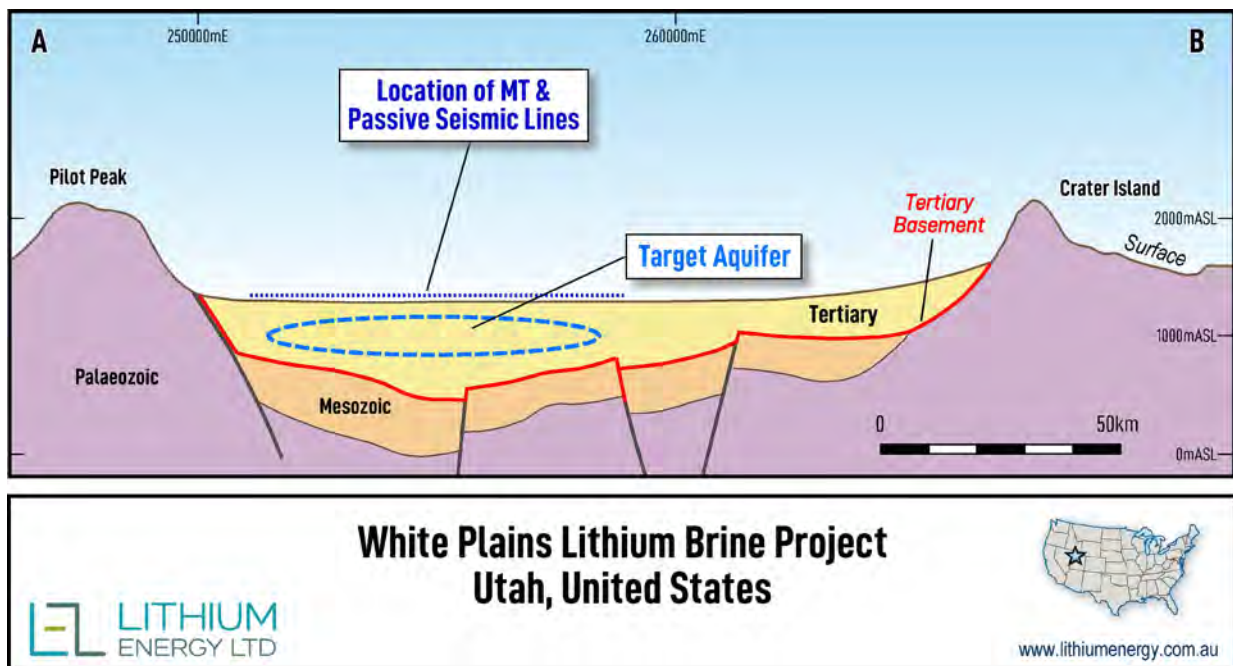 A
250000mE
260000mE
B
Location of MT &
Passive Seismic Lines
Pilot Peak
Crater Island
Tertiary
Basement
2000mASL
Surface
Target Aquifer
Tertiary
1000mASL
Palaeozoic
Mesozoic
0
50km
0mASL
White Plains Lithium Brine Project
Utah, United States
LITHIUM
ENERGY LTD
www.lithiumenergy.com.au